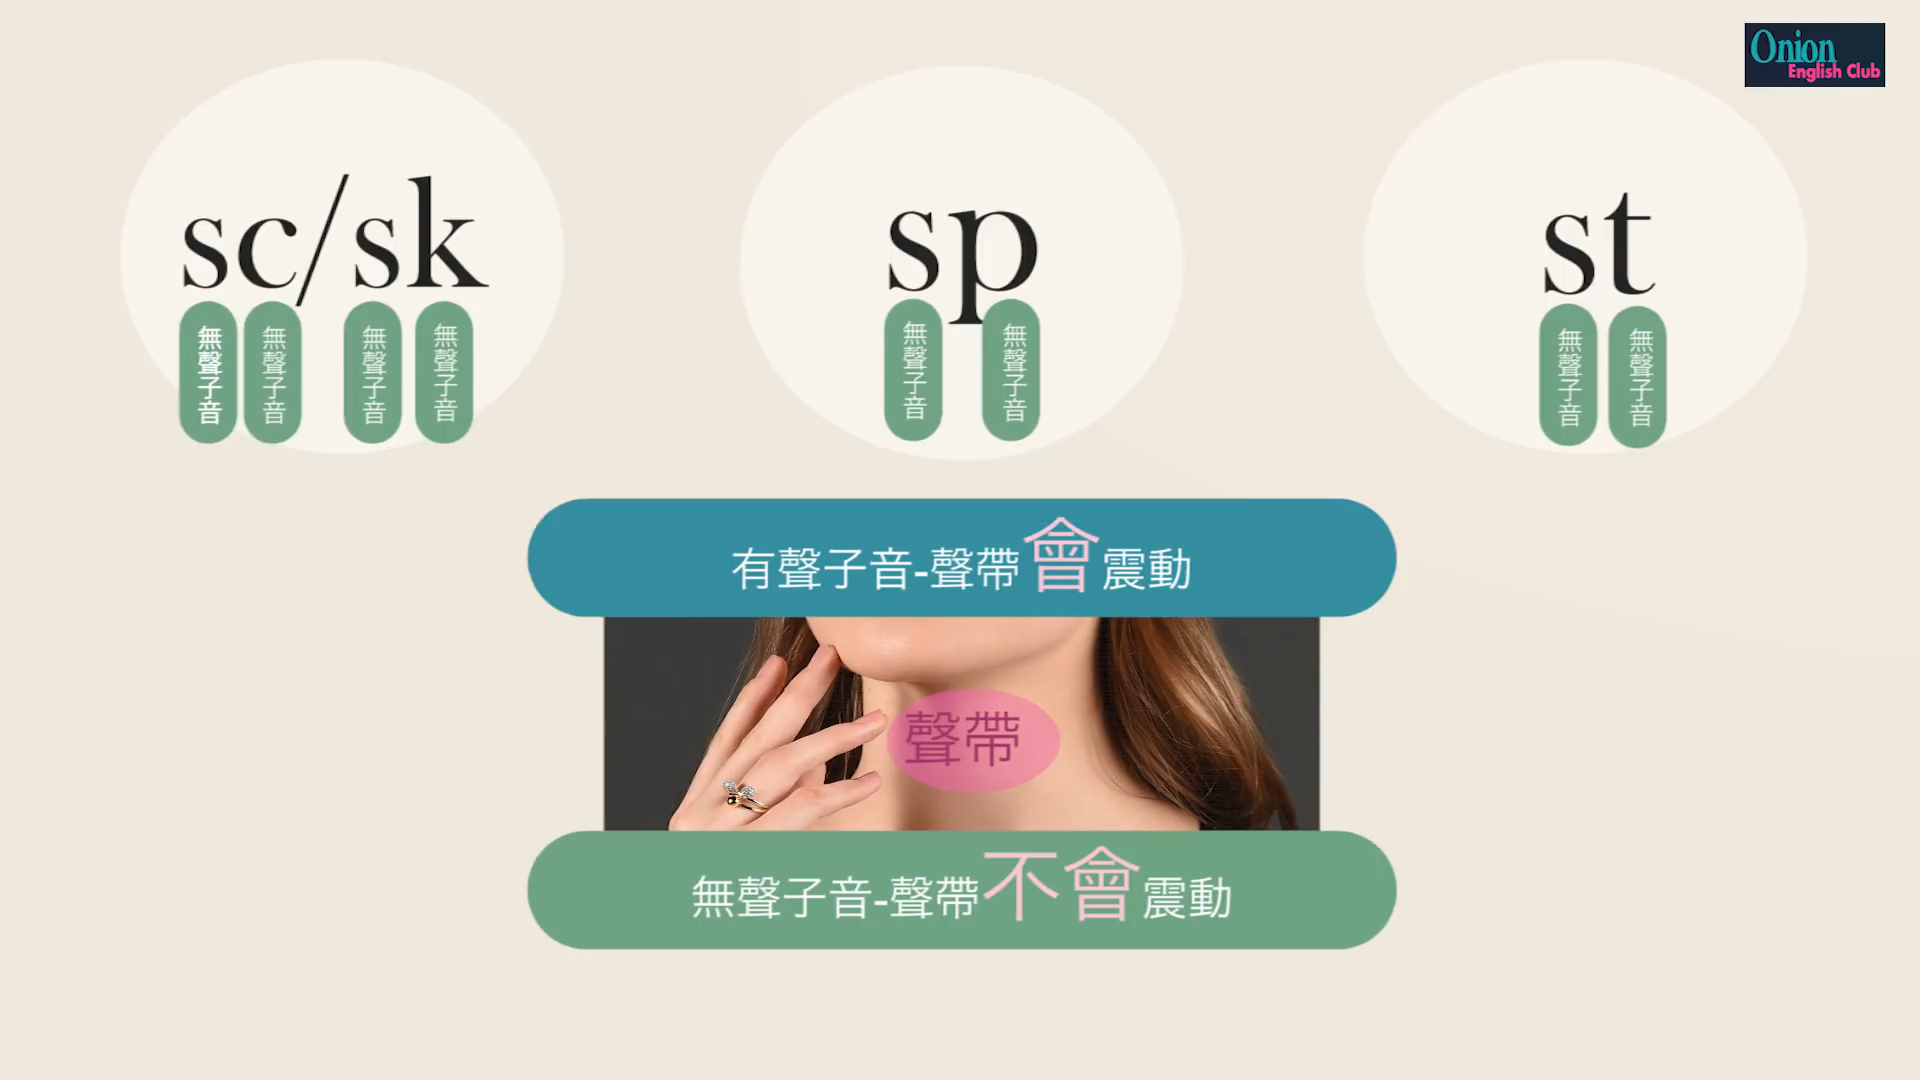 Onion
English Club
sc/sk
無聲子音
無聲子音
無聲子音
無聲子音
sp
無聲子音
無聲子音
st
無聲子音
無聲子音
有聲子音-聲帶會震動
聲帶
無聲子音-聲帶不會震動